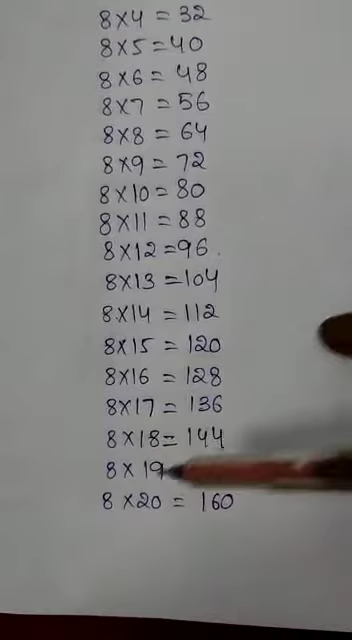 8×4 = 32
8×5 = 40
8×6 = 48
8×7 = 56
8×8 = 64
8×9 = 72
8×10 = 80
8×11 = 88
8×12 = 96
8×13 = 104
8×14 = 112
8×15 = 120
8×16 = 128
8×17 = 136
8×18 = 144
8×19
8×20 = 160